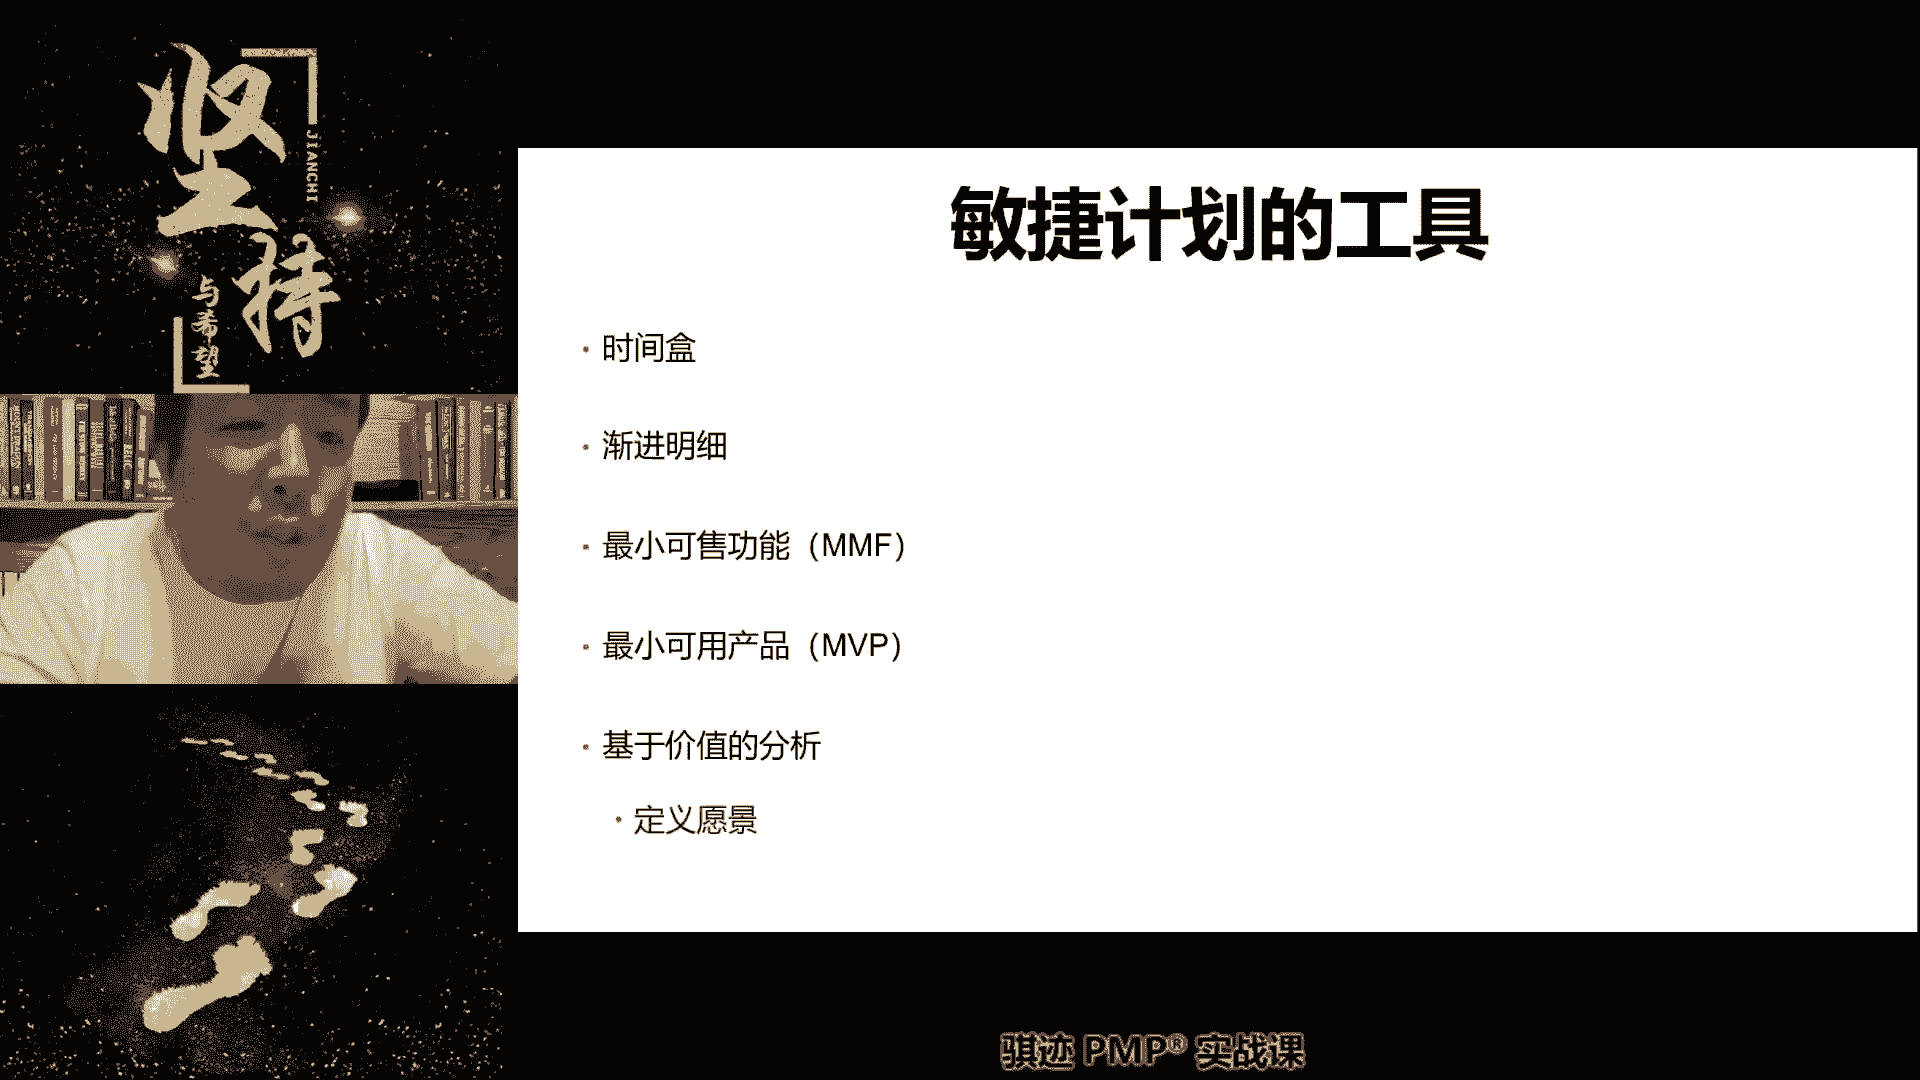 坚持
JIANCHI
与希望
敏捷计划的工具
· 时间盒
· 渐进明细
· 最小可售功能（MMF）
· 最小可用产品（MVP）
· 基于价值的分析
· 定义愿景
骐迹 PMP® 实战课